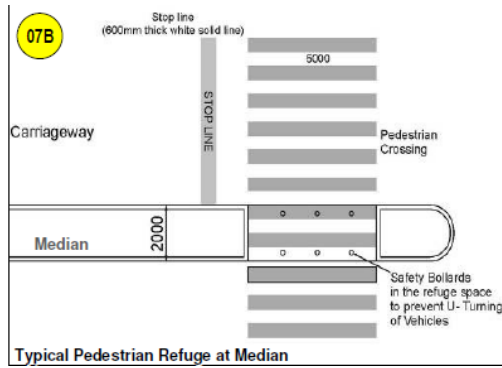 07B
Stop line
(600mm thick white solid line)
5000
STOP LINE
Carriageway
Pedestrian
Crossing
Median
2000
Safety Bollards
in the refuge space
to prevent U- Turning
of Vehicles
Typical Pedestrian Refuge at Median